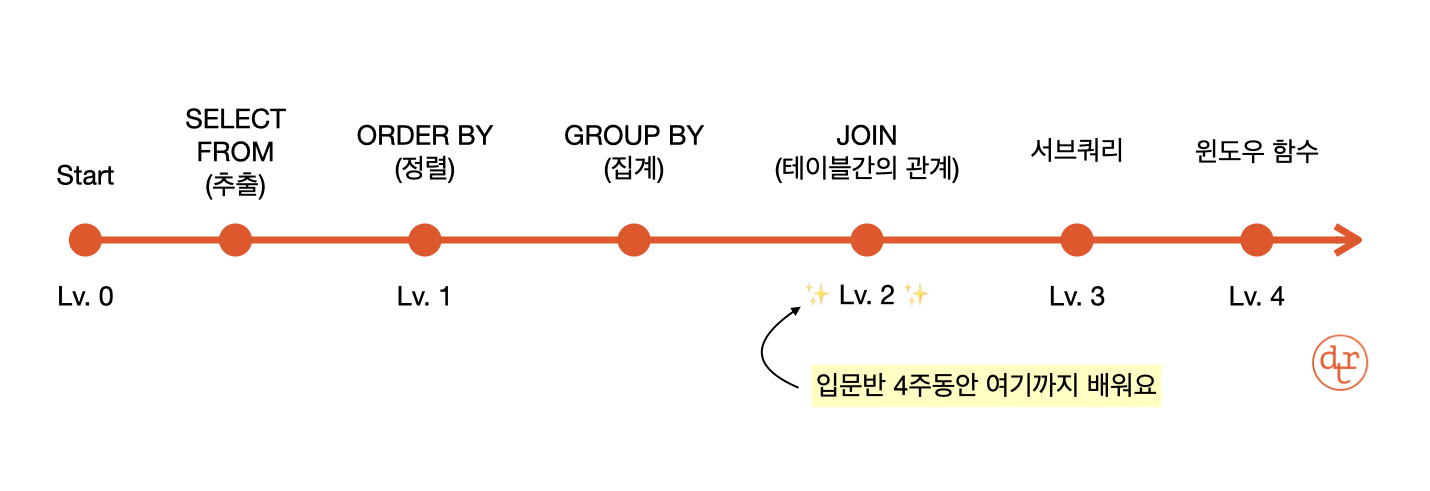 Start
SELECT
FROM
(추출)
ORDER BY
(정렬)
GROUP BY
(집계)
JOIN
(테이블간의 관계)
서브쿼리
윈도우 함수
Lv. 0
Lv. 1
✨ Lv. 2 ✨
Lv. 3
Lv. 4
입문반 4주동안 여기까지 배워요
dtr